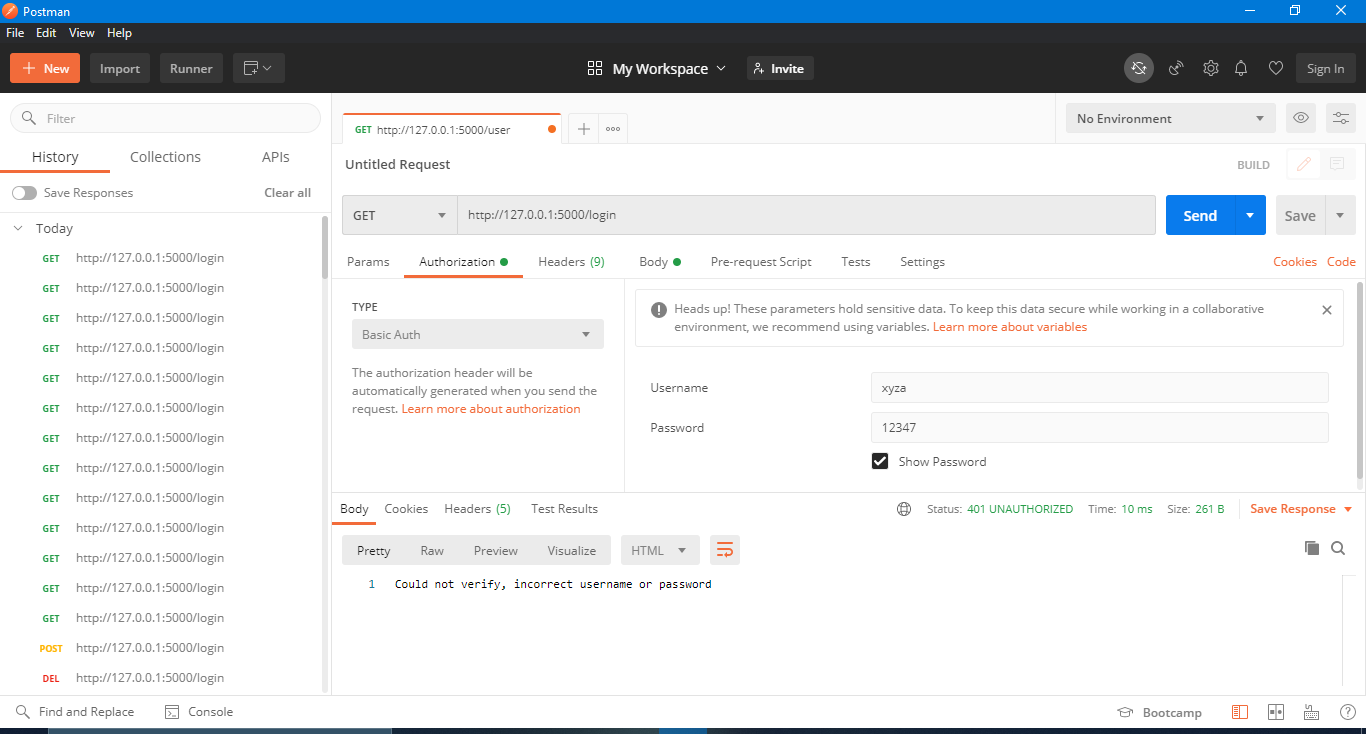 Postman
File Edit View Help
New Import Runner My Workspace Invite Sign In
Filter
History Collections APIs
Save Responses Clear all
Today
GET http://127.0.0.1:5000/login
GET http://127.0.0.1:5000/login
GET http://127.0.0.1:5000/login
GET http://127.0.0.1:5000/login
GET http://127.0.0.1:5000/login
GET http://127.0.0.1:5000/login
GET http://127.0.0.1:5000/login
GET http://127.0.0.1:5000/login
GET http://127.0.0.1:5000/login
GET http://127.0.0.1:5000/login
GET http://127.0.0.1:5000/login
GET http://127.0.0.1:5000/login
GET http://127.0.0.1:5000/login
POST http://127.0.0.1:5000/login
DEL http://127.0.0.1:5000/login
GET http://127.0.0.1:5000/user
No Environment
Untitled Request BUILD
GET http://127.0.0.1:5000/login Send Save
Params Authorization Headers (9) Body Pre-request Script Tests Settings Cookies Code
TYPE
Basic Auth
The authorization header will be
automatically generated when you send the
request. Learn more about authorization
Heads up! These parameters hold sensitive data. To keep this data secure while working in a collaborative
environment, we recommend using variables. Learn more about variables
Username xyza
Password 12347
Show Password
Body Cookies Headers (5) Test Results Status: 401 UNAUTHORIZED Time: 10 ms Size: 261 B Save Response
Pretty Raw Preview Visualize HTML
1 Could not verify, incorrect username or password
Find and Replace Console Bootcamp